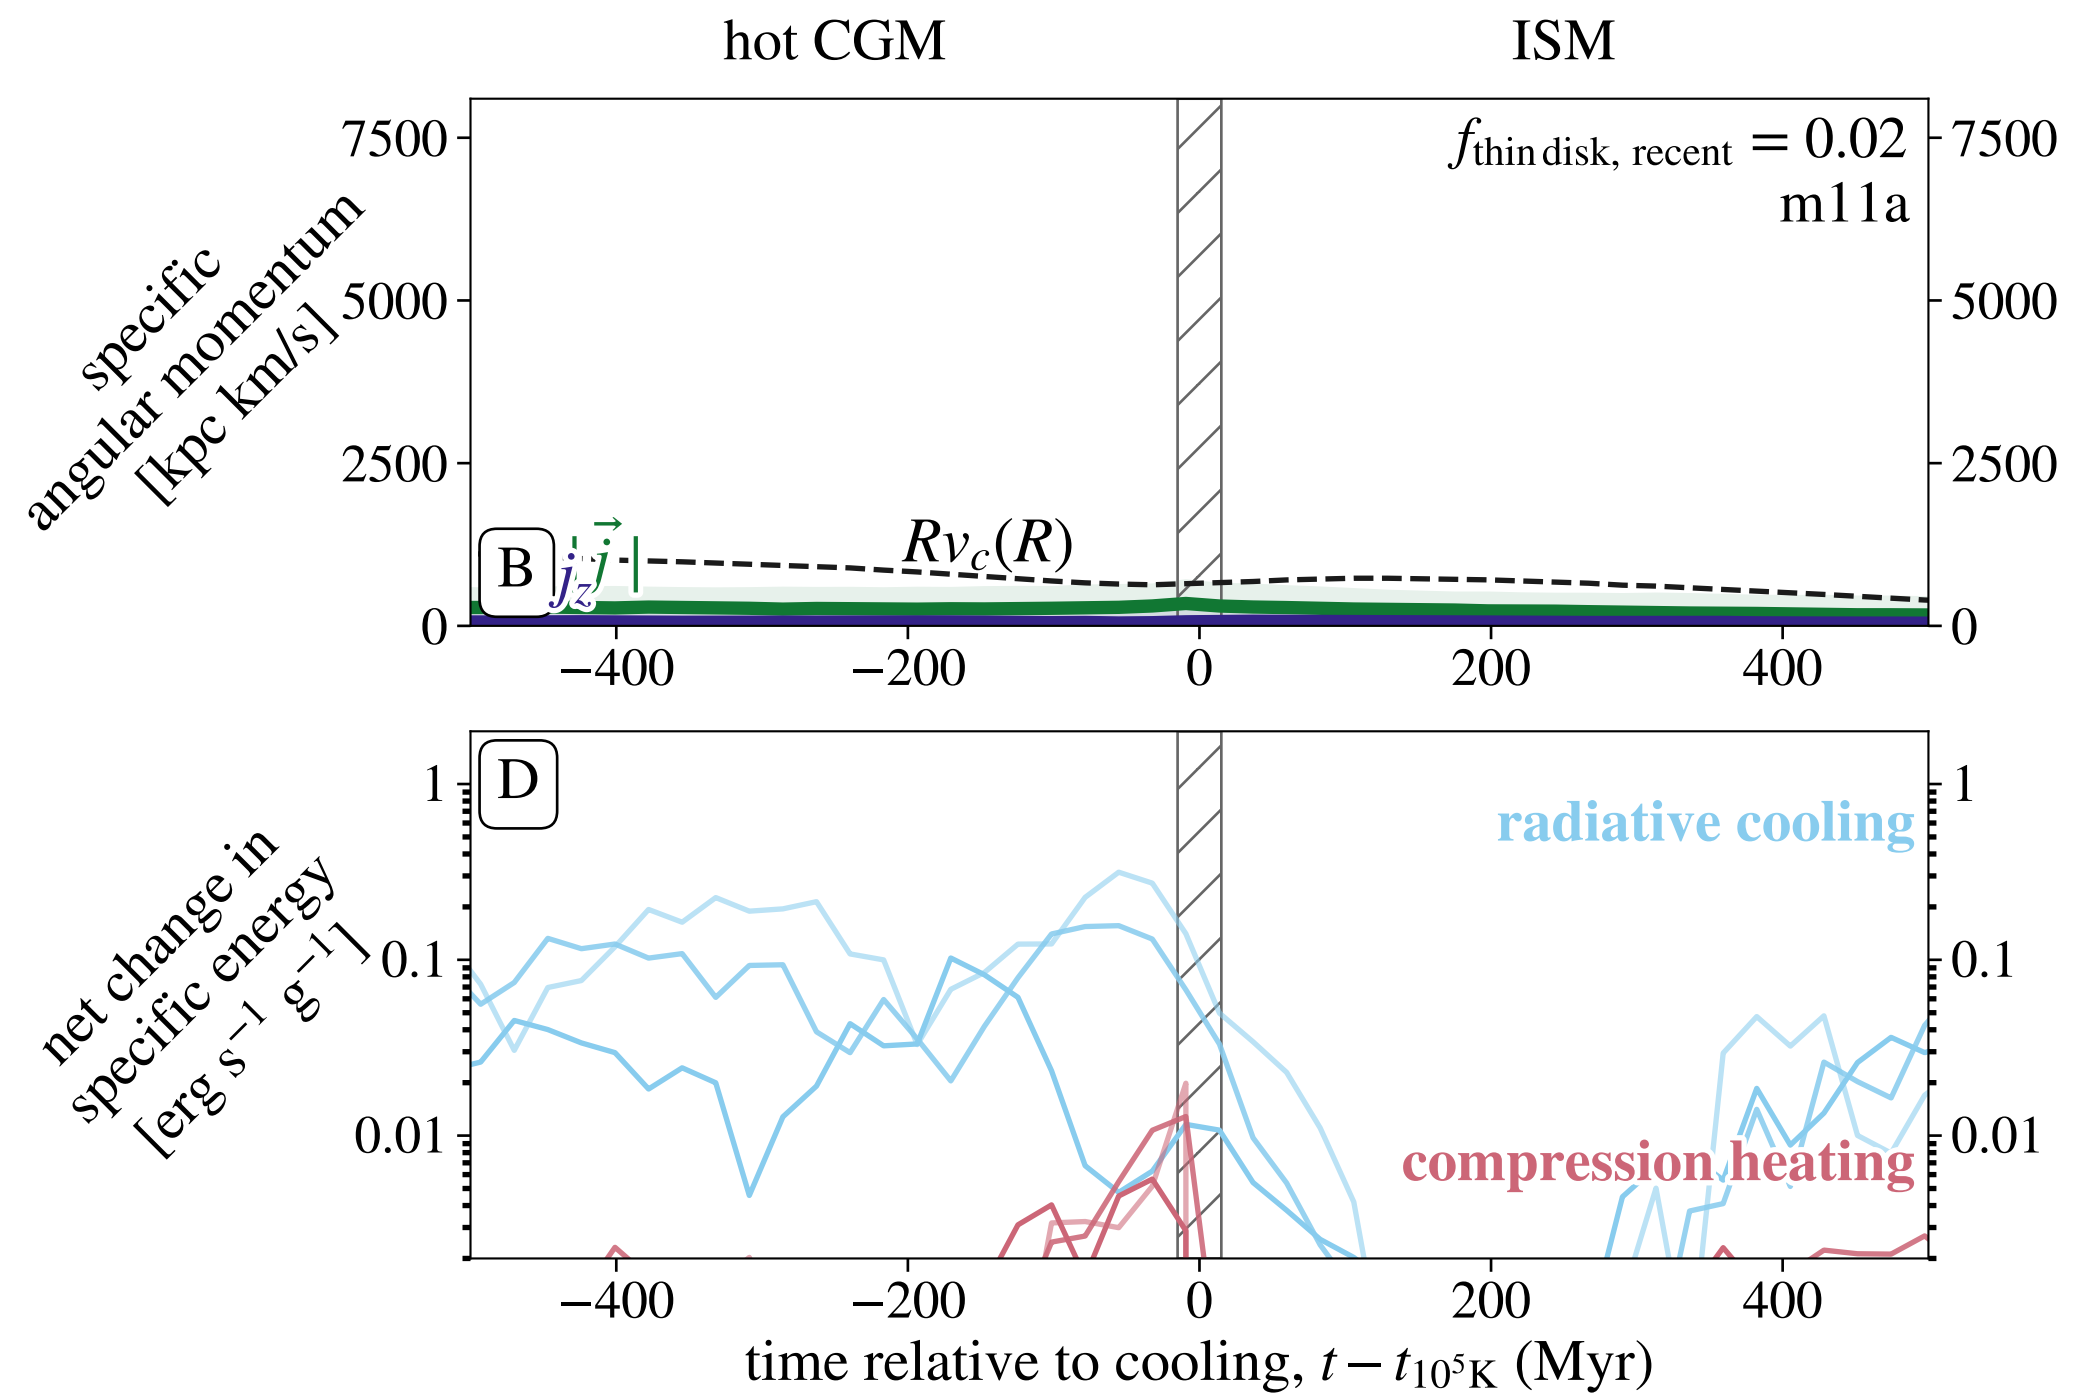 hot CGM
ISM
7500
5000
2500
0
specific
angular momentum
[kpc km/s]
f_thin disk, recent = 0.02
m11a
7500
5000
2500
0
B
j_z
|j⃗|
Rv_c(R)
−400
−200
0
200
400
D
1
0.1
0.01
net change in
specific energy
[erg s⁻¹ g⁻¹]
radiative cooling
compression heating
1
0.1
0.01
−400
−200
0
200
400
time relative to cooling, t − t_10⁵K (Myr)